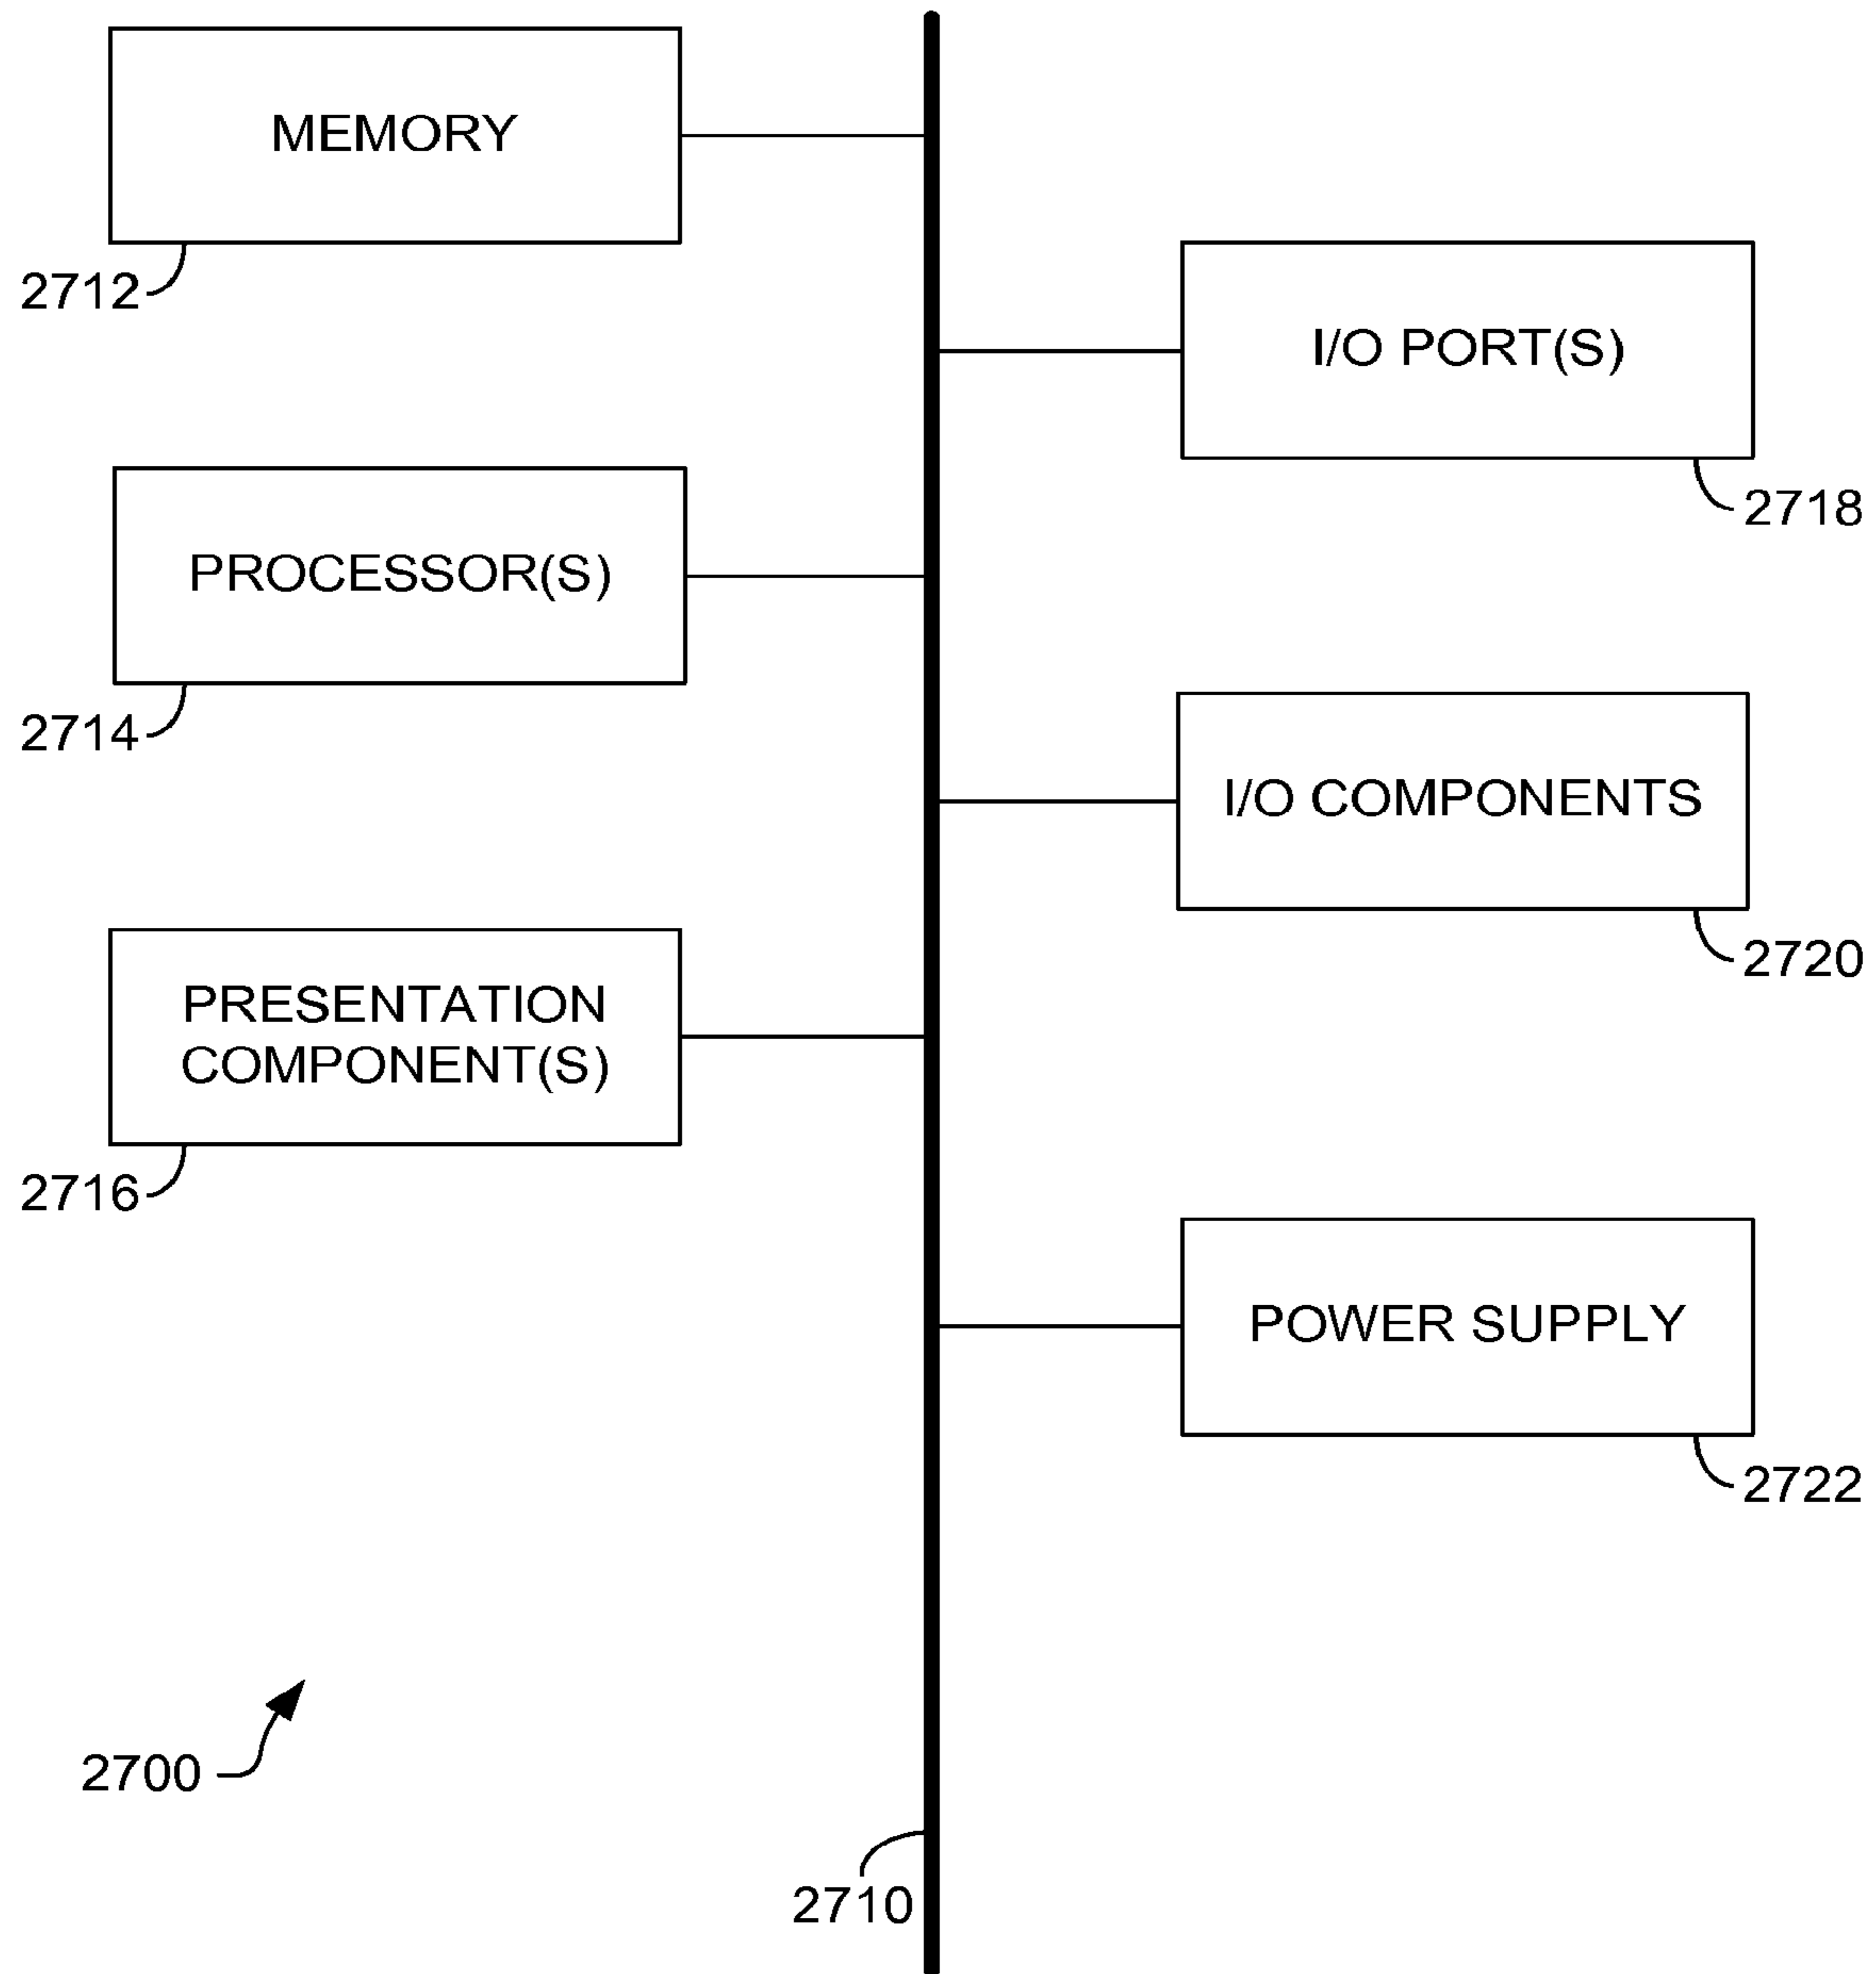 MEMORY
2712
I/O PORT(S)
2718
PROCESSOR(S)
2714
I/O COMPONENTS
2720
PRESENTATION
COMPONENT(S)
2716
POWER SUPPLY
2722
2700
2710